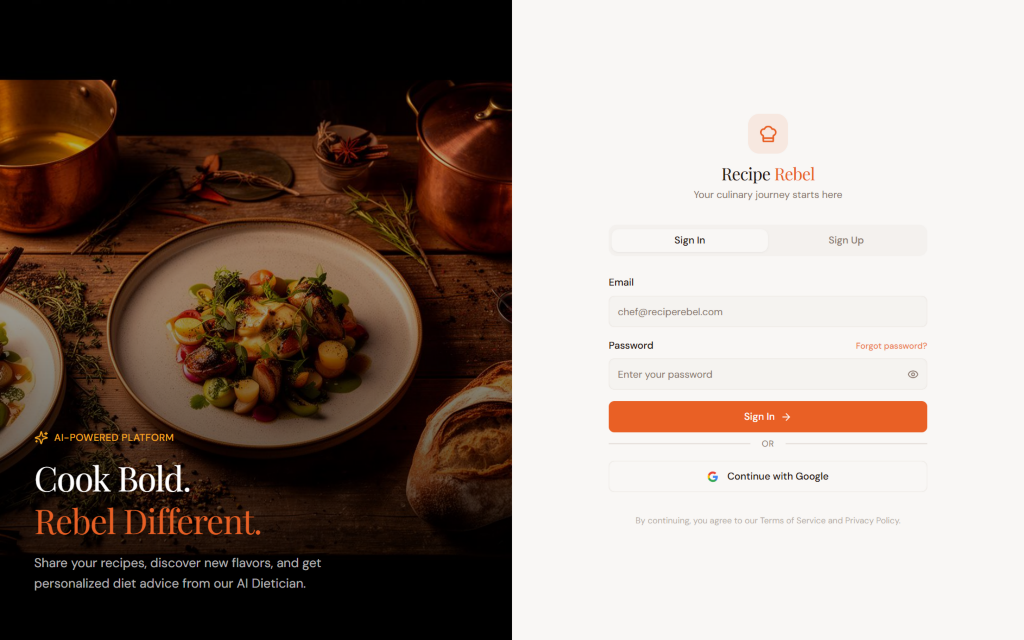 AI-POWERED PLATFORM
Cook Bold.
Rebel Different.
Share your recipes, discover new flavors, and get
personalized diet advice from our AI Dietician.
Recipe Rebel
Your culinary journey starts here
Sign In
Sign Up
Email
chef@reciperebel.com
Password
Forgot password?
Enter your password
Sign In →
OR
Continue with Google
By continuing, you agree to our Terms of Service and Privacy Policy.